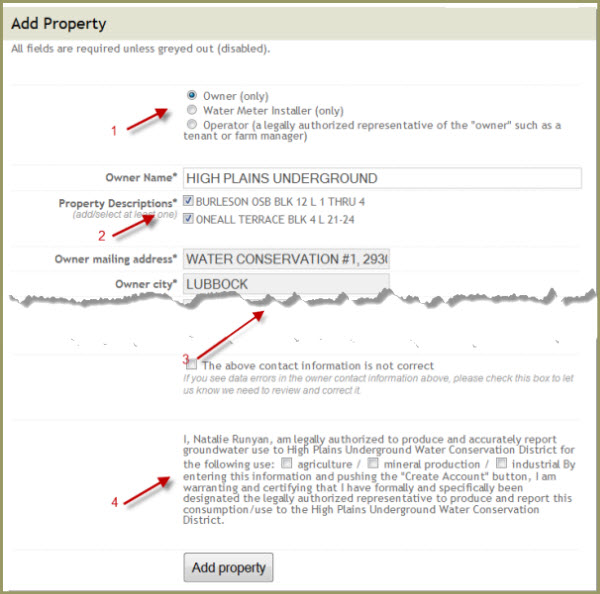 Add Property
All fields are required unless greyed out (disabled).
1
Owner (only)
Water Meter Installer (only)
Operator (a legally authorized representative of the "owner" such as a
tenant or farm manager)
Owner Name* HIGH PLAINS UNDERGROUND
Property Descriptions* BURLESON OSB BLK 12 L 1 THRU 4
(add/select at least one)
ONEALL TERRACE BLK 4 L 21-24
2
Owner mailing address* WATER CONSERVATION #1, 2930
Owner city* LUBBOCK
3
The above contact information is not correct
If you see data errors in the owner contact information above, please check this box to let
us know we need to review and correct it.
I, Natalie Runyan, am legally authorized to produce and accurately report
groundwater use to High Plains Underground Water Conservation District for
the following use: agriculture / mineral production / industrial By
entering this information and pushing the "Create Account" button, I am
4
warranting and certifying that I have formally and specifically been
designated the legally authorized representative to produce and report this
consumption/use to the High Plains Underground Water Conservation
District.
Add property